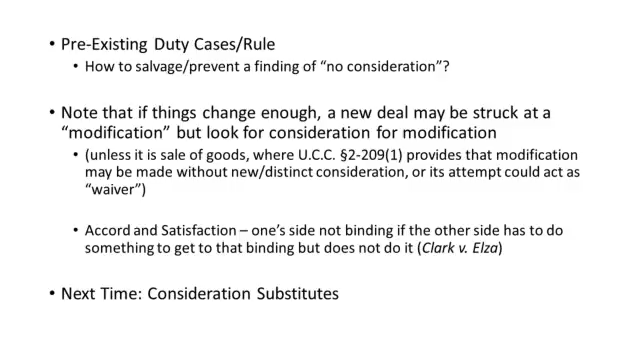 • Pre-Existing Duty Cases/Rule
• How to salvage/prevent a finding of “no consideration”?
• Note that if things change enough, a new deal may be struck at a
“modification” but look for consideration for modification
• (unless it is sale of goods, where U.C.C. §2-209(1) provides that modification
may be made without new/distinct consideration, or its attempt could act as
“waiver”)
• Accord and Satisfaction – one’s side not binding if the other side has to do
something to get to that binding but does not do it (Clark v. Elza)
• Next Time: Consideration Substitutes